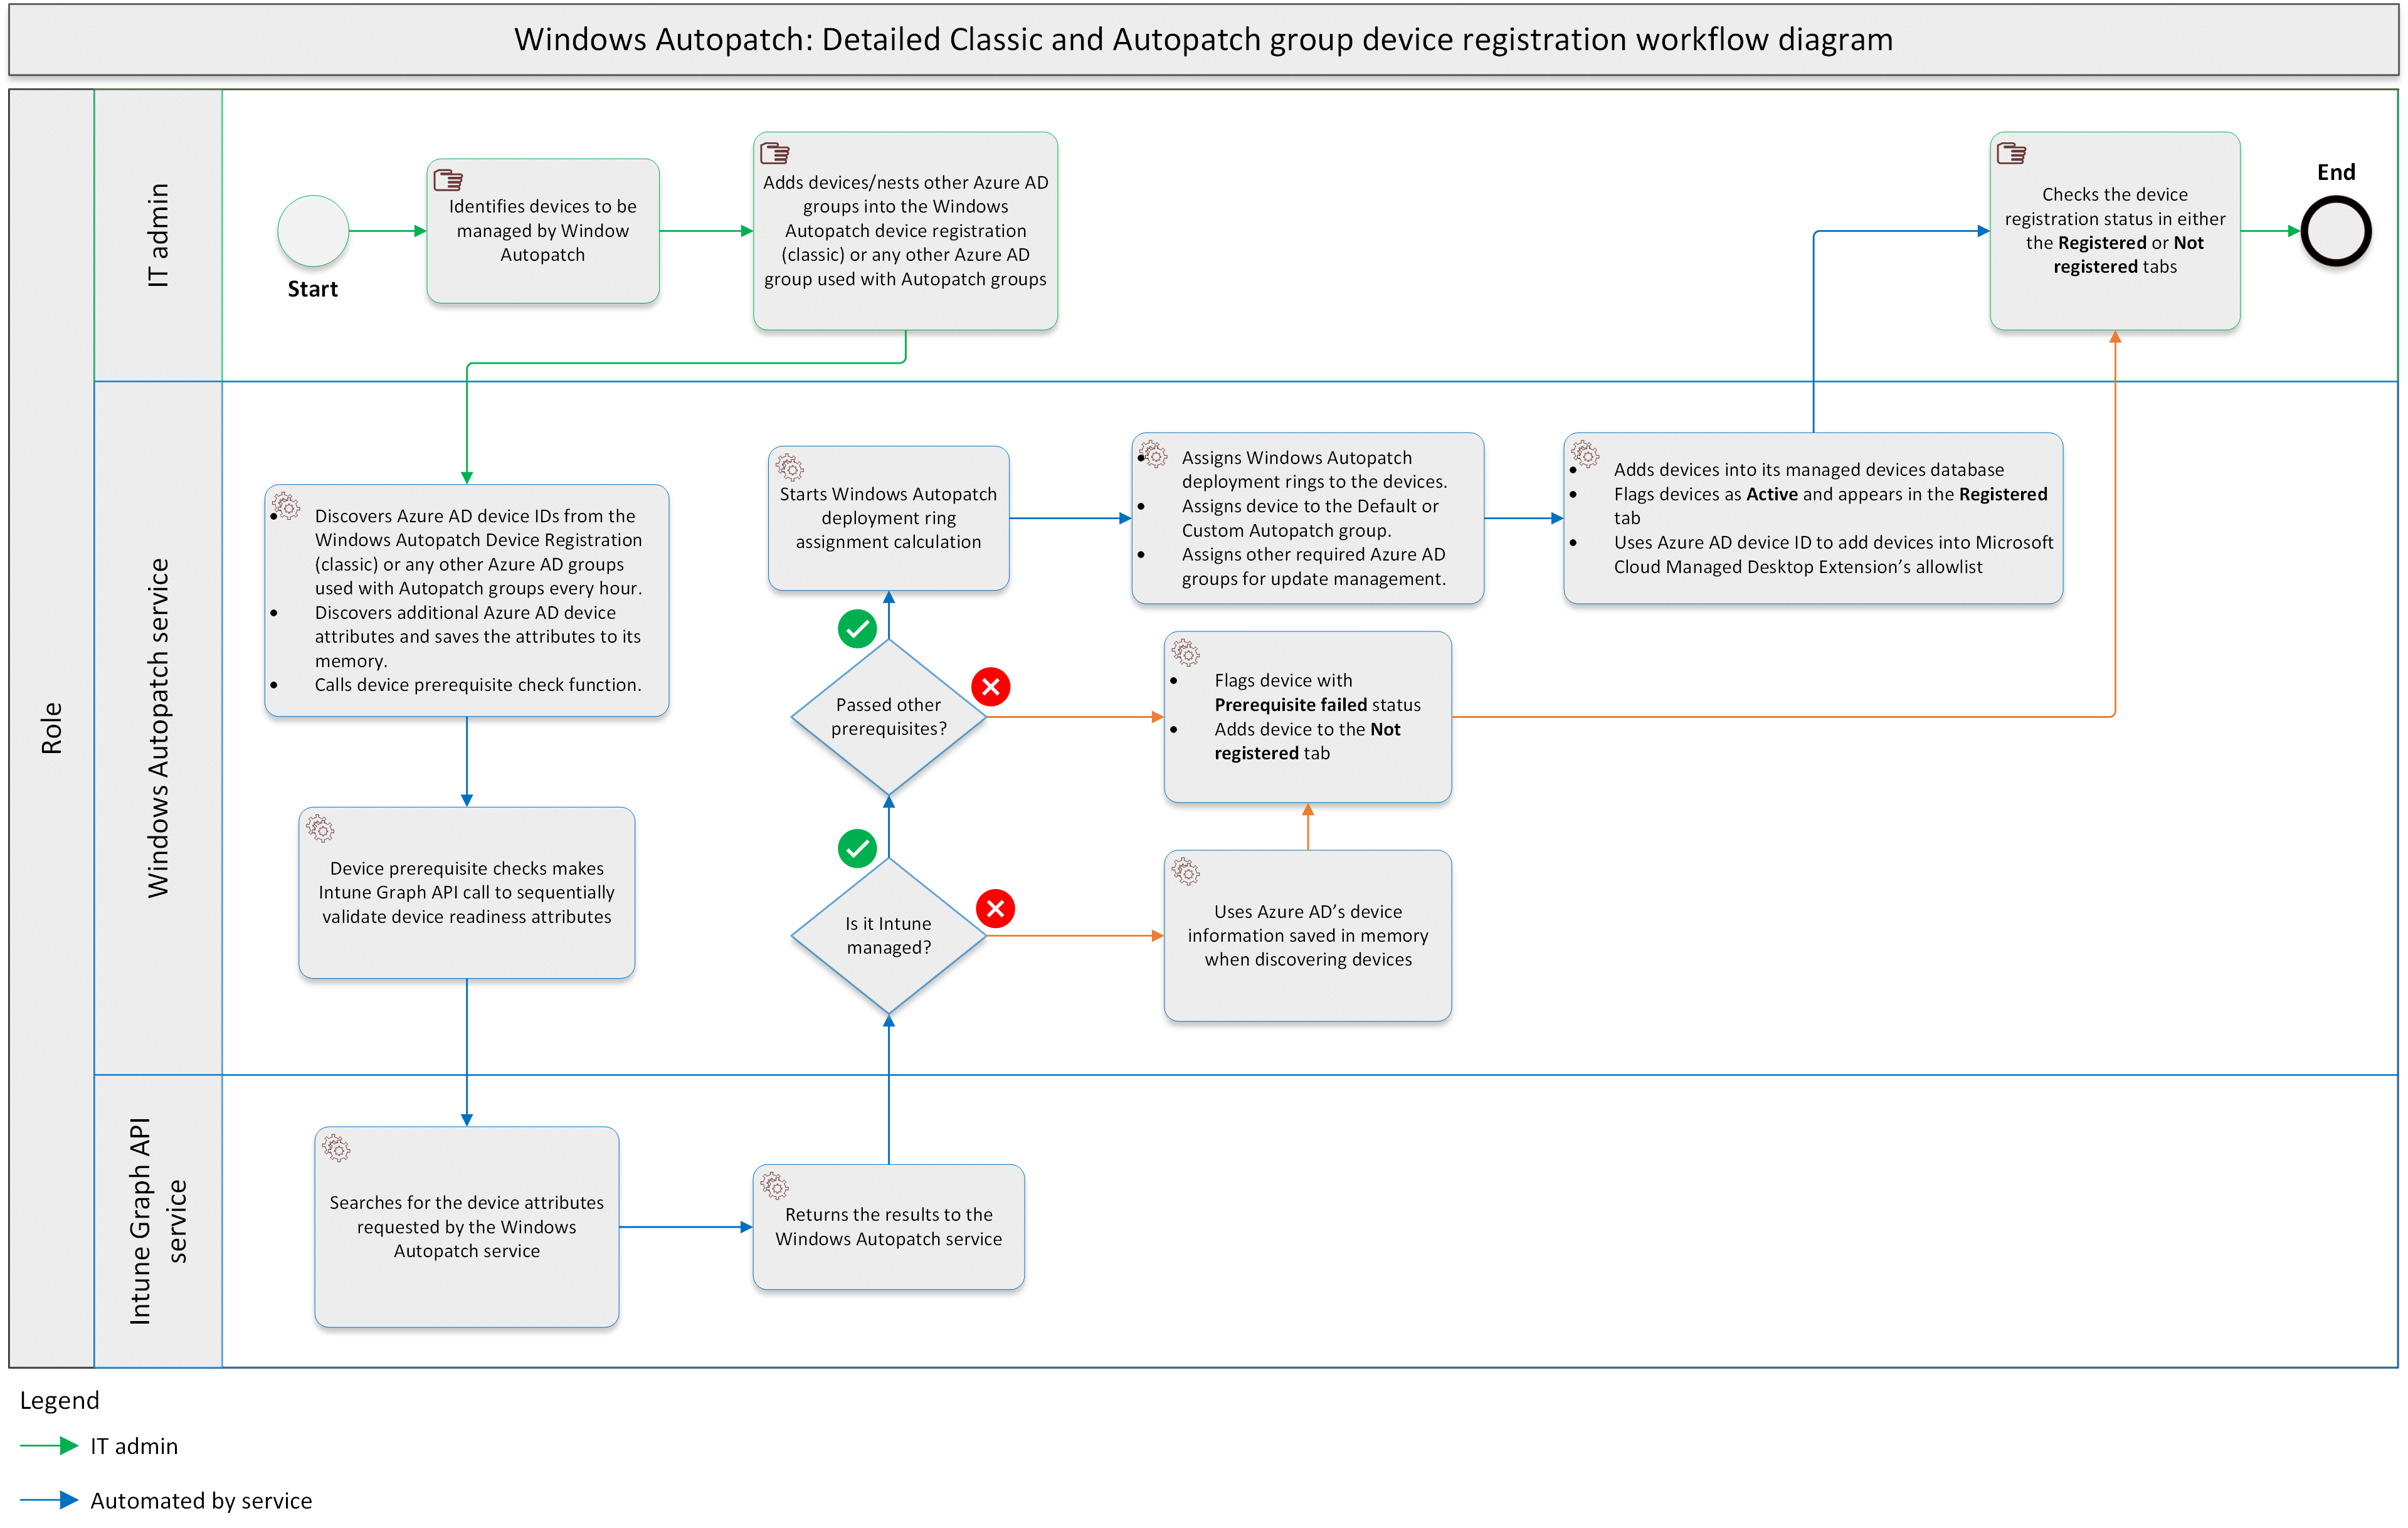 Windows Autopatch: Detailed Classic and Autopatch group device registration workflow diagram
Role
IT admin
Start
Identifies devices to be
managed by Window
Autopatch
Adds devices/nests other Azure AD
groups into the Windows
Autopatch device registration
(classic) or any other Azure AD
group used with Autopatch groups
Checks the device
registration status in either
the Registered or Not
registered tabs
End
Windows Autopatch service
• Discovers Azure AD device IDs from the
Windows Autopatch Device Registration
(classic) or any other Azure AD groups
used with Autopatch groups every hour.
• Discovers additional Azure AD device
attributes and saves the attributes to its
memory.
• Calls device prerequisite check function.
Device prerequisite checks makes
Intune Graph API call to sequentially
validate device readiness attributes
Starts Windows Autopatch
deployment ring
assignment calculation
• Assigns Windows Autopatch
deployment rings to the devices.
• Assigns device to the Default or
Custom Autopatch group.
• Assigns other required Azure AD
groups for update management.
• Adds devices into its managed devices database
• Flags devices as Active and appears in the Registered
tab
• Uses Azure AD device ID to add devices into Microsoft
Cloud Managed Desktop Extension’s allowlist
Passed other
prerequisites?
• Flags device with
Prerequisite failed status
• Adds device to the Not
registered tab
Is it Intune
managed?
Uses Azure AD’s device
information saved in memory
when discovering devices
Intune Graph API
service
Searches for the device attributes
requested by the Windows
Autopatch service
Returns the results to the
Windows Autopatch service
Legend
IT admin
Automated by service